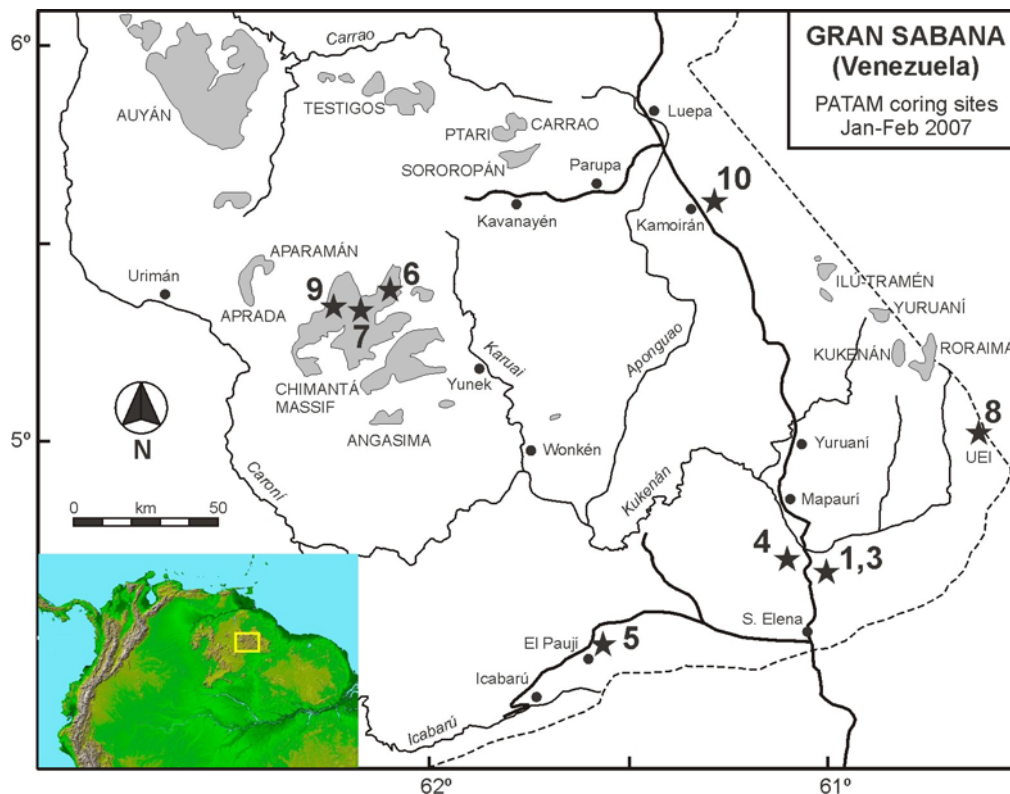 GRAN SABANA
(Venezuela)
PATAM coring sites
Jan-Feb 2007
6º
Carrao
AUYÁN
TESTIGOS
PTARI
CARRAO
SOROROPÁN
Luepa
Parupa
Kavanayén
Kamoirán
10
Urimán
APARAMÁN
APRADA
9
6
7
CHIMANTÁ
MASSIF
ANGASIMA
Karuai
Yunek
Aponguao
ILÚ-TRAMÉN
YURUANÍ
KUKENÁN
RORAIMA
8
UEI
N
5º
0 km 50
Caroní
Wonkén
Kukenán
Yuruaní
Mapaurí
4
1,3
S. Elena
El Pauji
5
Icabarú
Icabarú
62º
61º